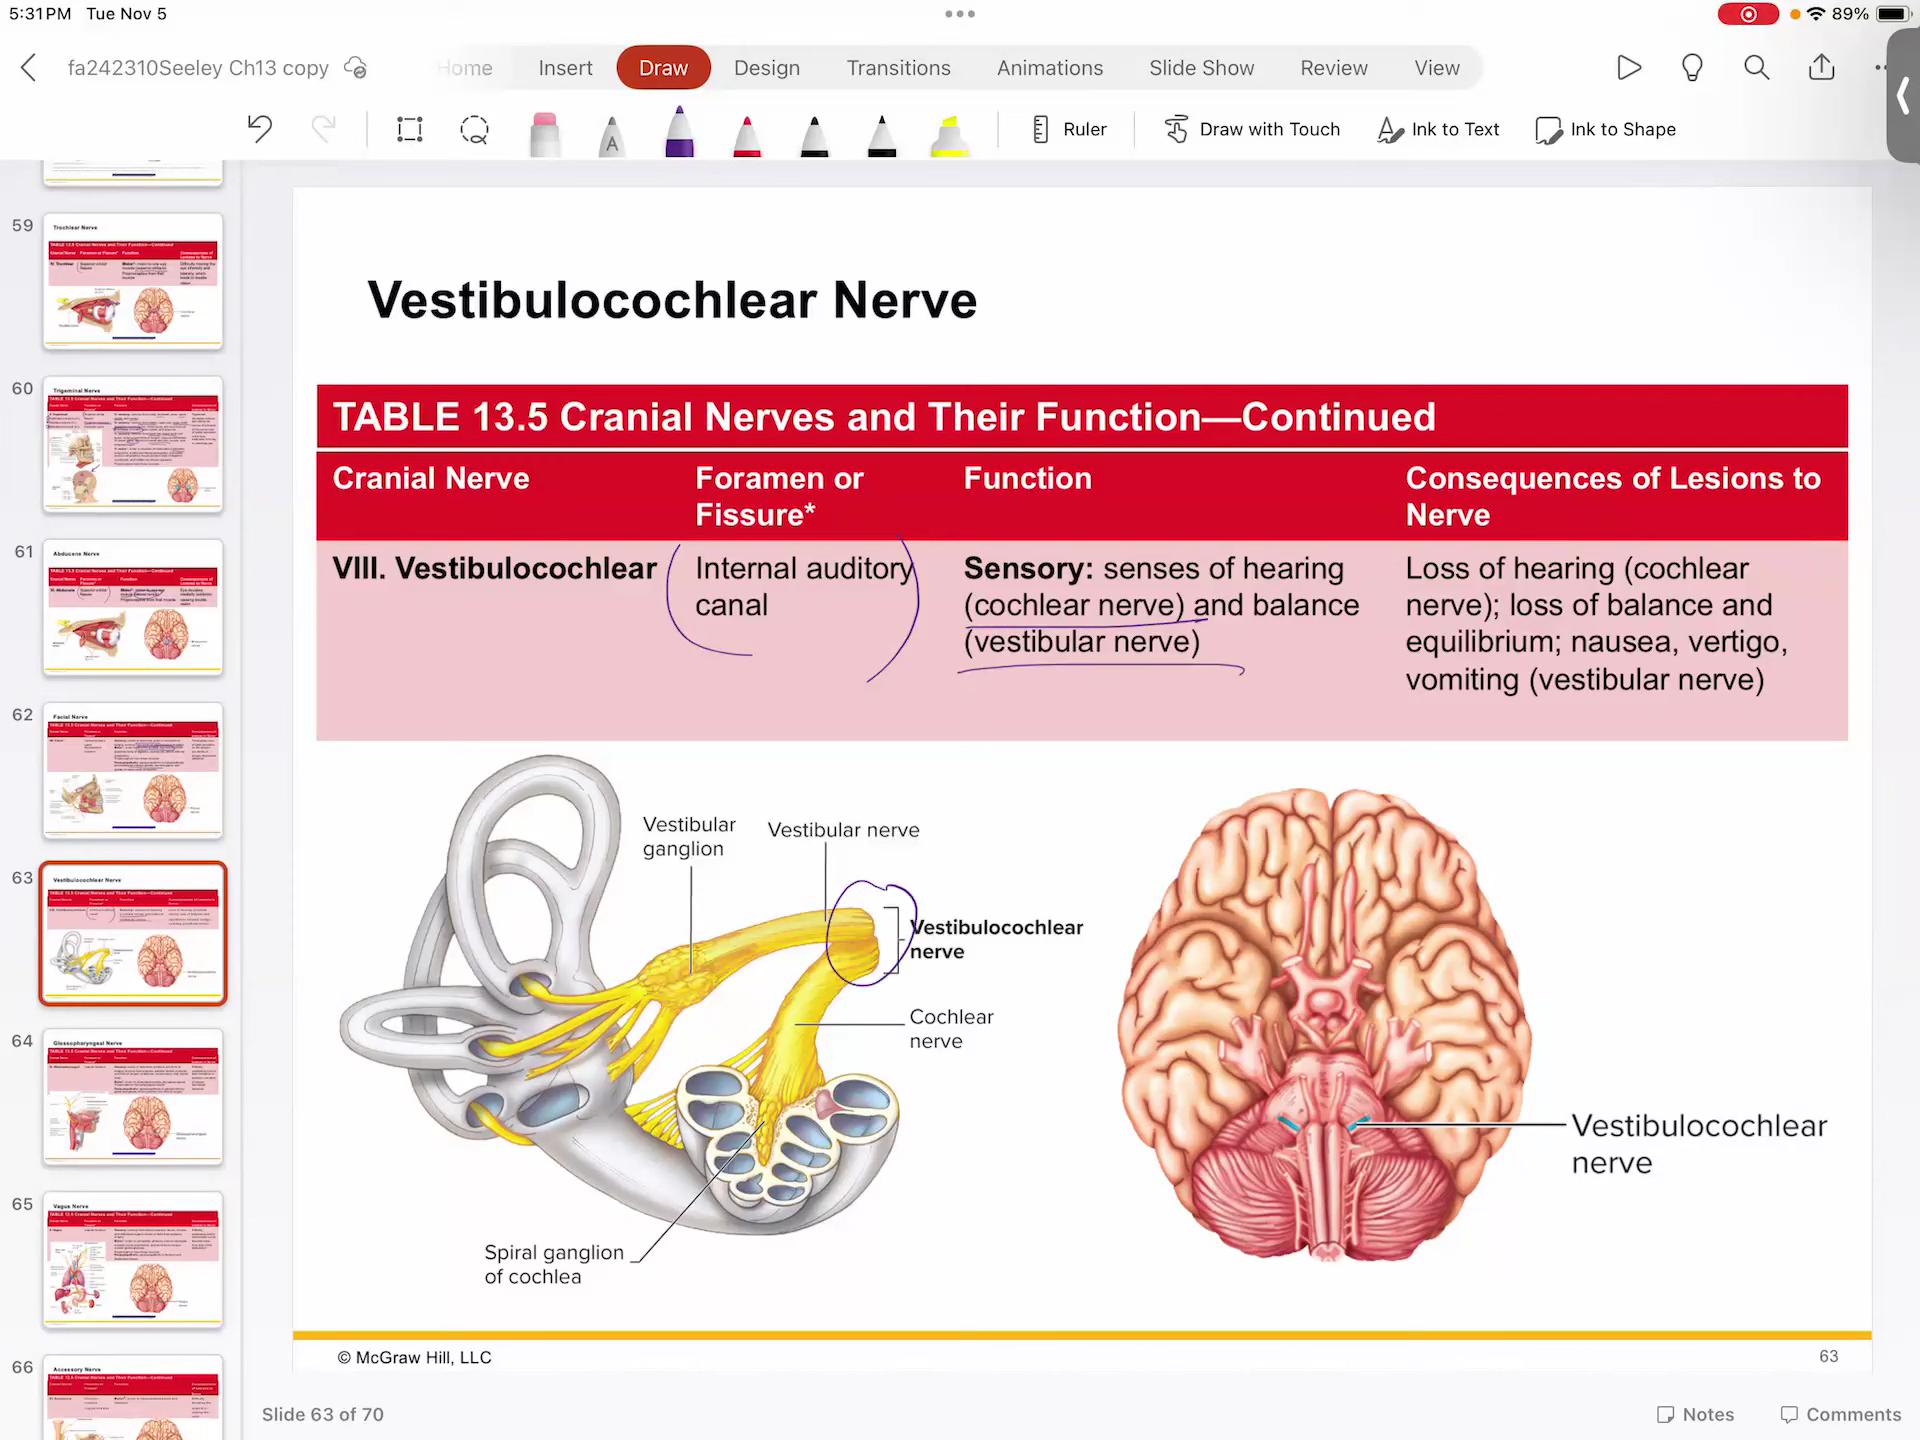 5:31PM Tue Nov 5
89%
fa242310Seeley Ch13 copy
Home Insert Draw Design Transitions Animations Slide Show Review View
A
Ruler Draw with Touch Ink to Text Ink to Shape
59
Trochlear Nerve
60
Trigeminal Nerve
61
Abducens Nerve
62
Facial Nerve
63
Vestibulocochlear Nerve
64
Glossopharyngeal Nerve
65
Vagus Nerve
66
Accessory Nerve
Vestibulocochlear Nerve
TABLE 13.5 Cranial Nerves and Their Function—Continued
Cranial Nerve
Foramen or
Fissure*
Function
Consequences of Lesions to
Nerve
VIII. Vestibulocochlear
Internal auditory
canal
Sensory: senses of hearing
(cochlear nerve) and balance
(vestibular nerve)
Loss of hearing (cochlear
nerve); loss of balance and
equilibrium; nausea, vertigo,
vomiting (vestibular nerve)
Vestibular
ganglion
Vestibular nerve
Vestibulocochlear
nerve
Cochlear
nerve
Spiral ganglion
of cochlea
Vestibulocochlear
nerve
© McGraw Hill, LLC
63
Slide 63 of 70
Notes
Comments